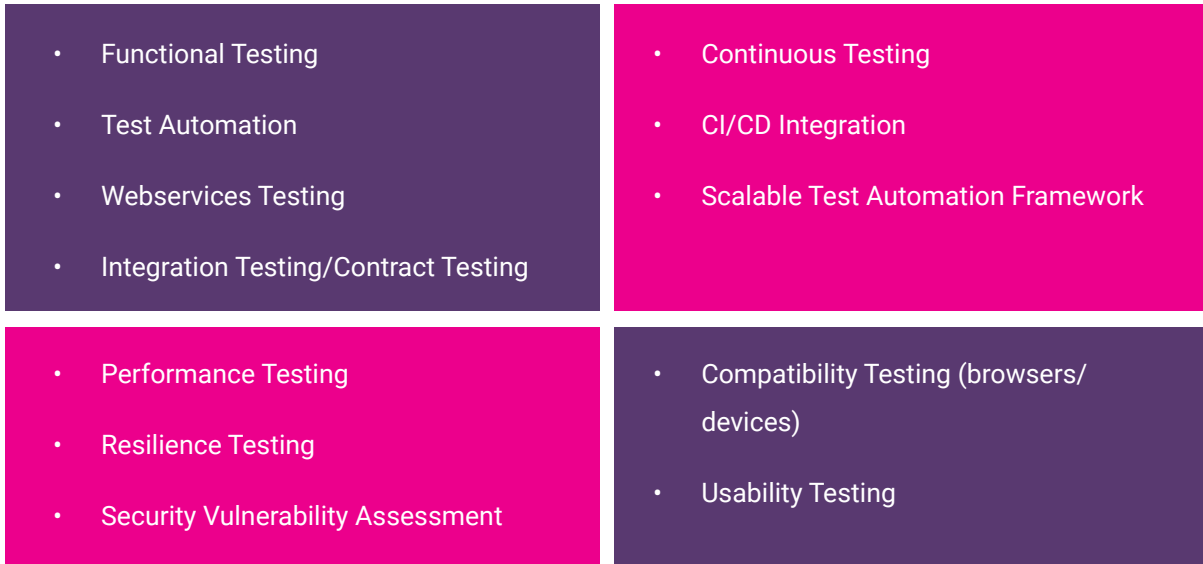 • Functional Testing
• Test Automation
• Webservices Testing
• Integration Testing/Contract Testing
• Continuous Testing
• CI/CD Integration
• Scalable Test Automation Framework
• Performance Testing
• Resilience Testing
• Security Vulnerability Assessment
• Compatibility Testing (browsers/
devices)
• Usability Testing